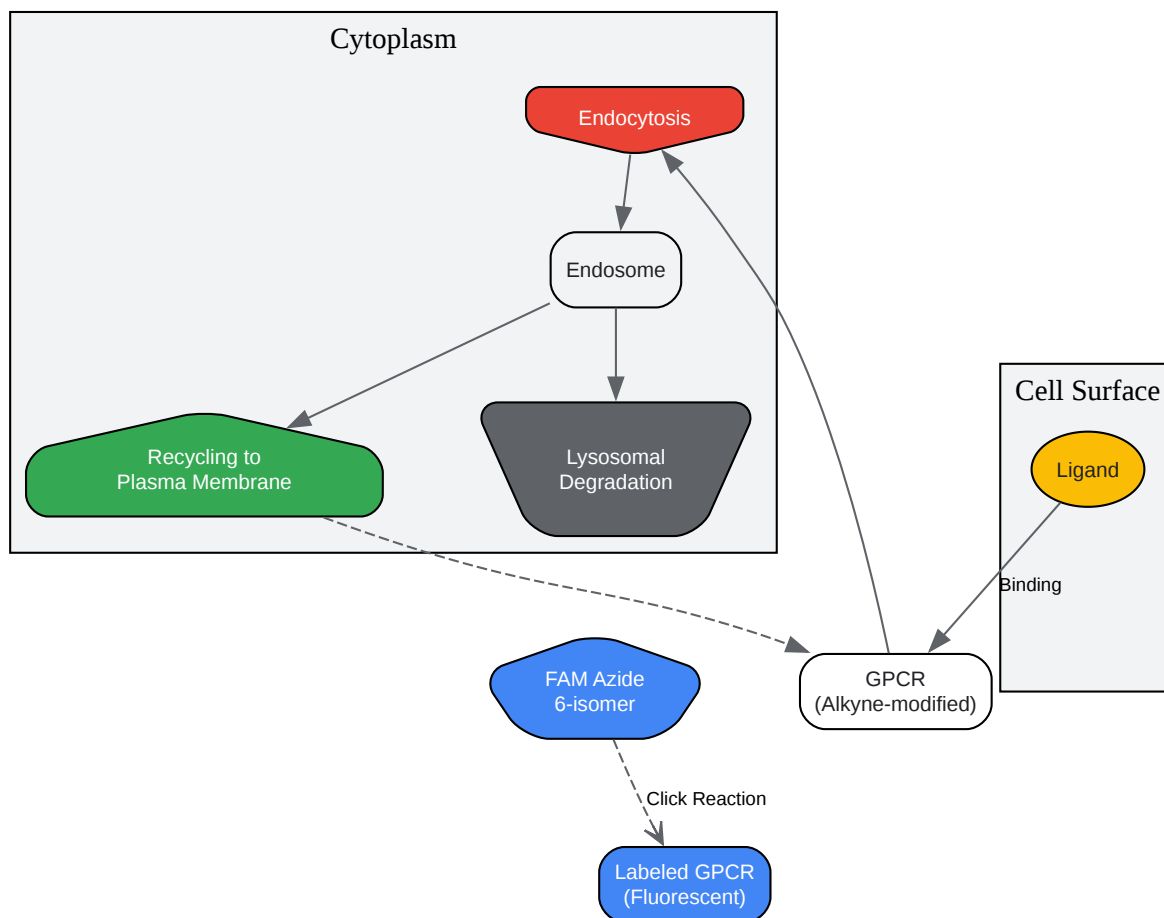 Cytoplasm
Endocytosis
Endosome
Cell Surface
Recycling to
Plasma Membrane
Lysosomal
Degradation
Ligand
Binding
FAM Azide
6-isomer
GPCR
(Alkyne-modified)
Click Reaction
Labeled GPCR
(Fluorescent)